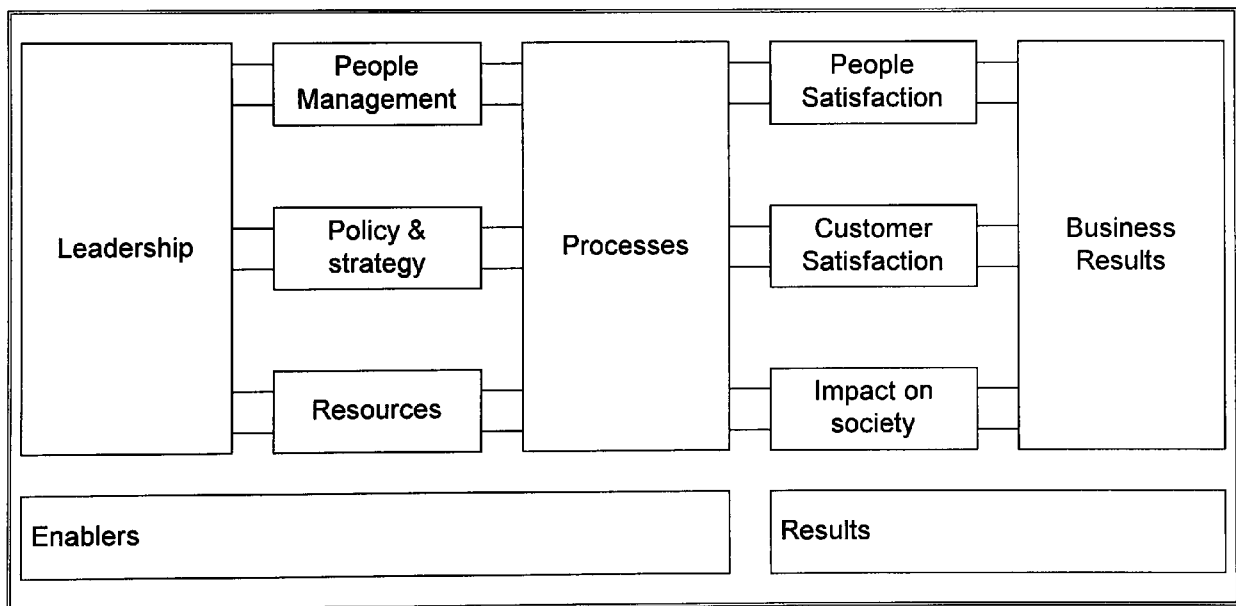 Leadership
People
Management
Policy &
strategy
Resources
Processes
People
Satisfaction
Customer
Satisfaction
Impact on
society
Business
Results
Enablers
Results